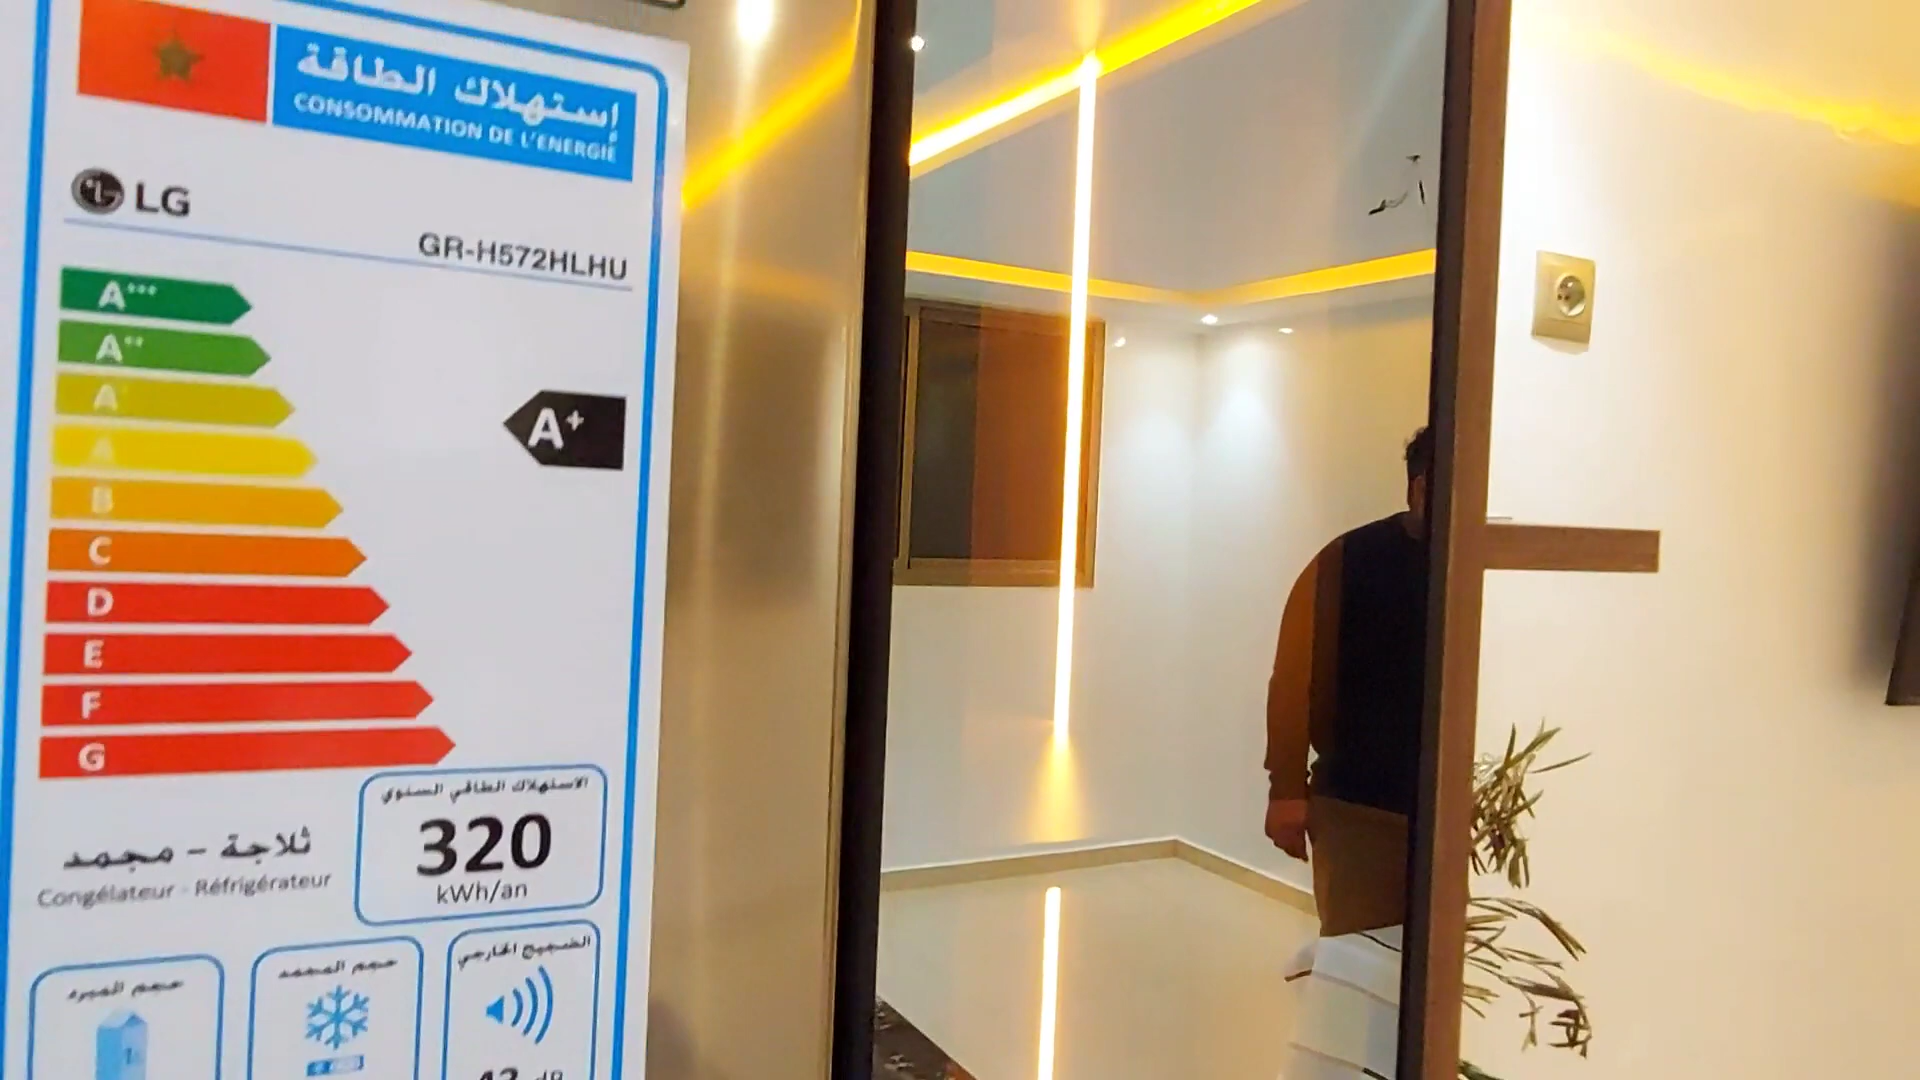 إستهلاك الطاقة
CONSOMMATION DE L'ENERGIE
LG
GR-H572HLHU
A+++
A++
A+
A
B
C
D
E
F
G
A+
الاستهلاك الطاقي السنوي
320
kWh/an
ثلاجة - مجمد
Congélateur - Réfrigérateur
حجم المبرد
حجم المجمد
الضجيج الخارجي